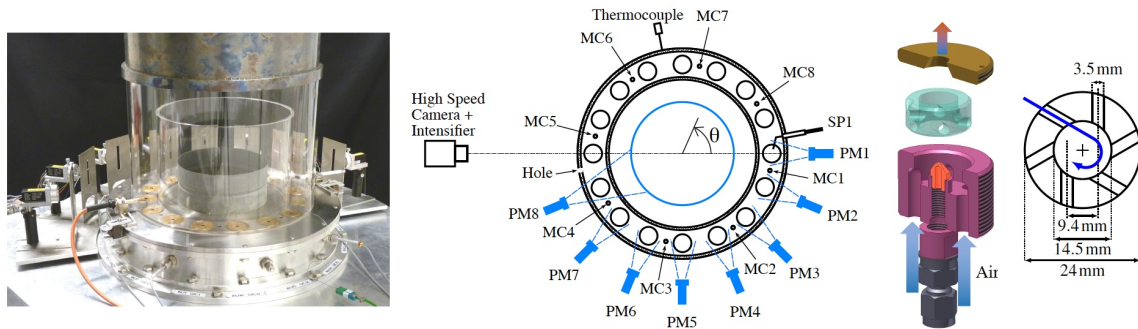 Thermocouple
MC7
MC6
MC8
High Speed
Camera +
Intensifier
MC5
θ
SP1
PM1
Hole
MC1
PM8
PM2
MC4
MC3
MC2
PM7
PM3
PM6
PM4
PM5
Air
3.5 mm
9.4 mm
14.5 mm
24 mm